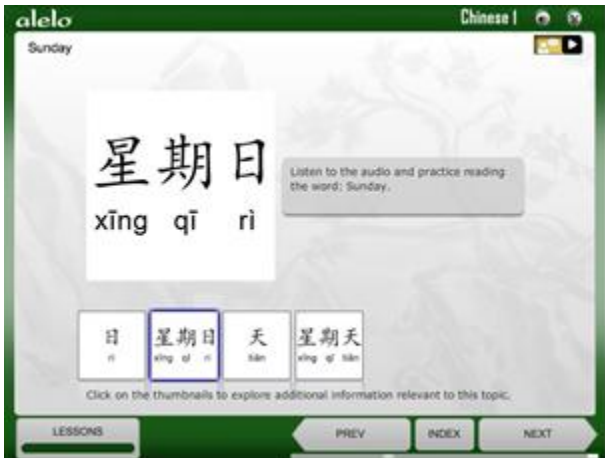 alelo
Chinese I
Sunday
星期日
xīng qī rì
Listen to the audio and practice reading
the word: Sunday.
日
rì
星期日
xīng qī rì
天
tiān
星期天
xīng qī tiān
Click on the thumbnails to explore additional information relevant to this topic.
LESSONS
PREV
INDEX
NEXT